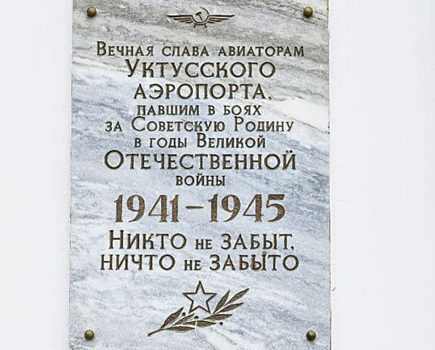 Вечная слава авиаторам
Уктусского
аэропорта,
павшим в боях
за Советскую Родину
в годы Великой
Отечественной
войны
1941-1945
Никто не забыт,
ничто не забыто